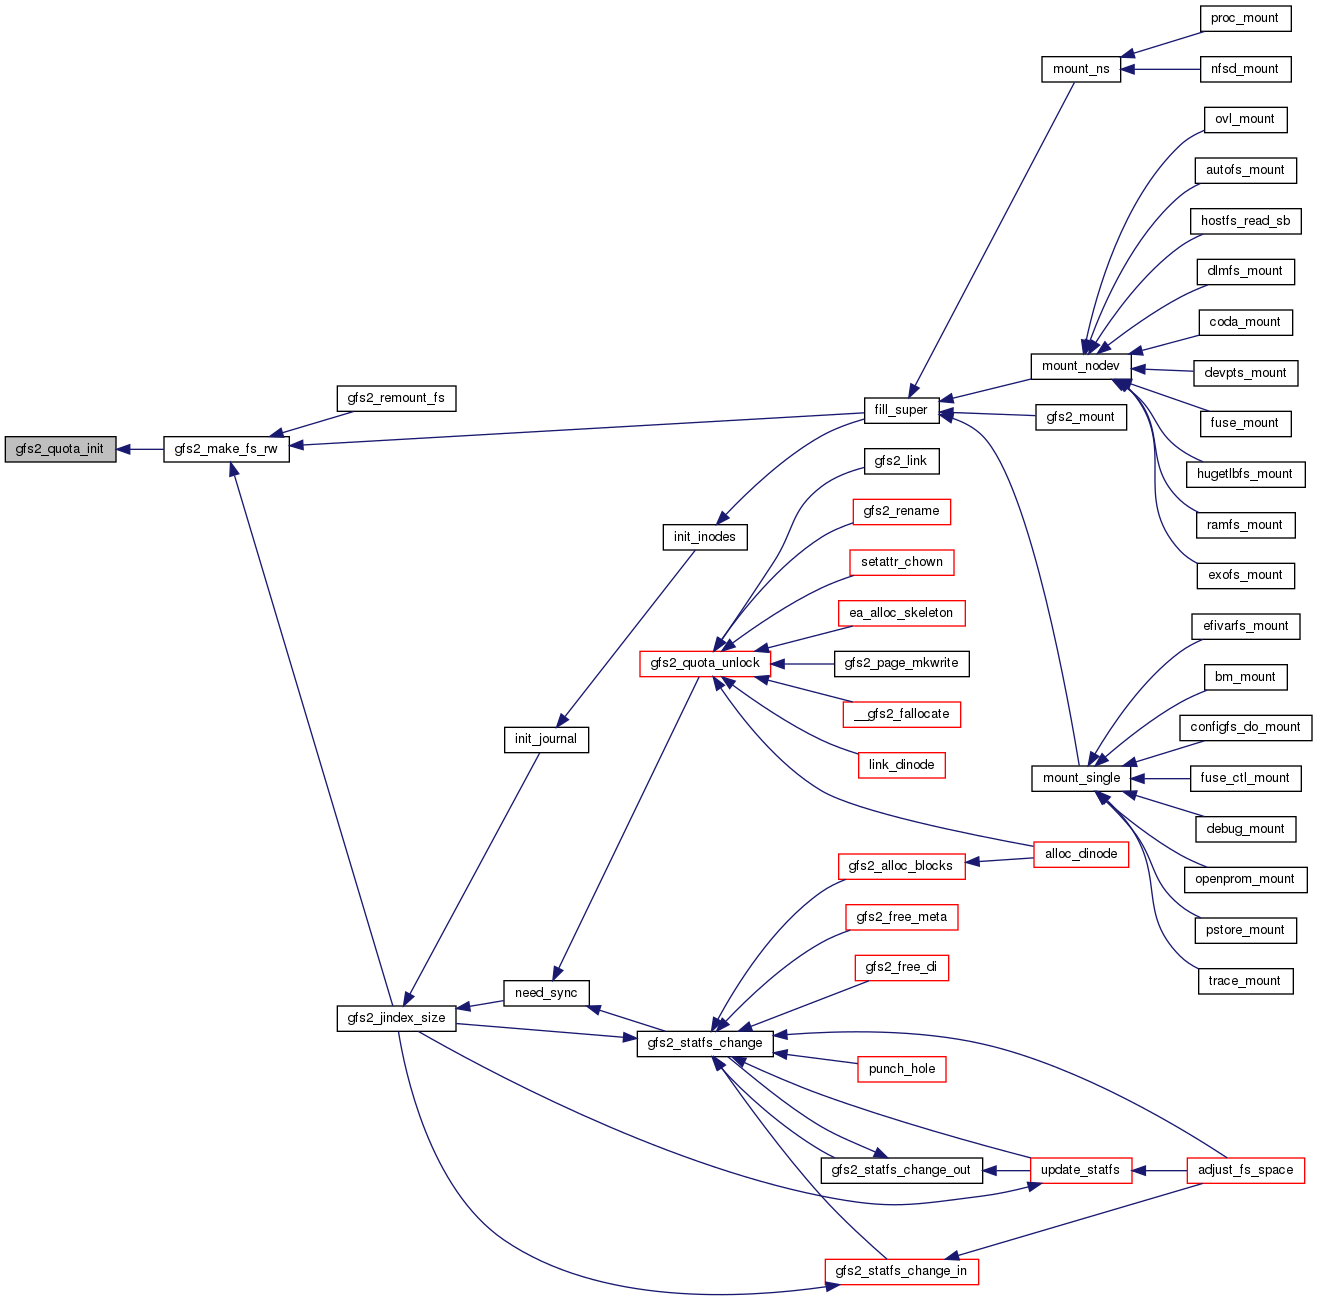 proc_mount
mount_ns
nfsd_mount
ovl_mount
autofs_mount
hostfs_read_sb
dlmfs_mount
coda_mount
mount_nodev
devpts_mount
gfs2_remount_fs
fill_super
gfs2_mount
fuse_mount
gfs2_quota_init
gfs2_make_fs_rw
gfs2_link
hugetlbfs_mount
gfs2_rename
ramfs_mount
init_inodes
setattr_chown
exofs_mount
ea_alloc_skeleton
efivarfs_mount
gfs2_quota_unlock
gfs2_page_mkwrite
bm_mount
__gfs2_fallocate
configfs_do_mount
init_journal
link_dinode
mount_single
fuse_ctl_mount
debug_mount
alloc_dinode
gfs2_alloc_blocks
openprom_mount
gfs2_free_meta
pstore_mount
gfs2_free_di
trace_mount
need_sync
gfs2_jindex_size
gfs2_statfs_change
punch_hole
gfs2_statfs_change_out
update_statfs
adjust_fs_space
gfs2_statfs_change_in